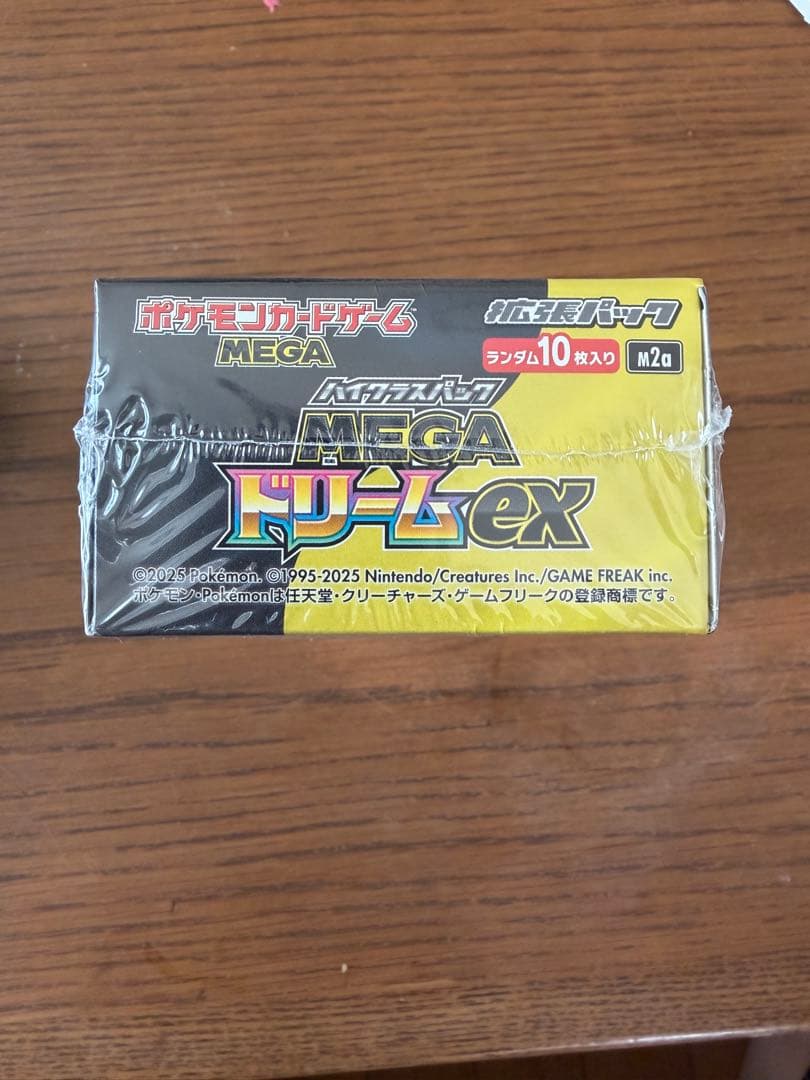 ポケモンカードゲーム
MEGA
拡張パック
ランダム10枚入り
M2a
ハイクラスパック
MEGA
ドリームex
©2025 Pokémon. ©1995-2025 Nintendo/Creatures Inc./GAME FREAK inc.
ポケモン・Pokémonは任天堂・クリーチャーズ・ゲームフリークの登録商標です。